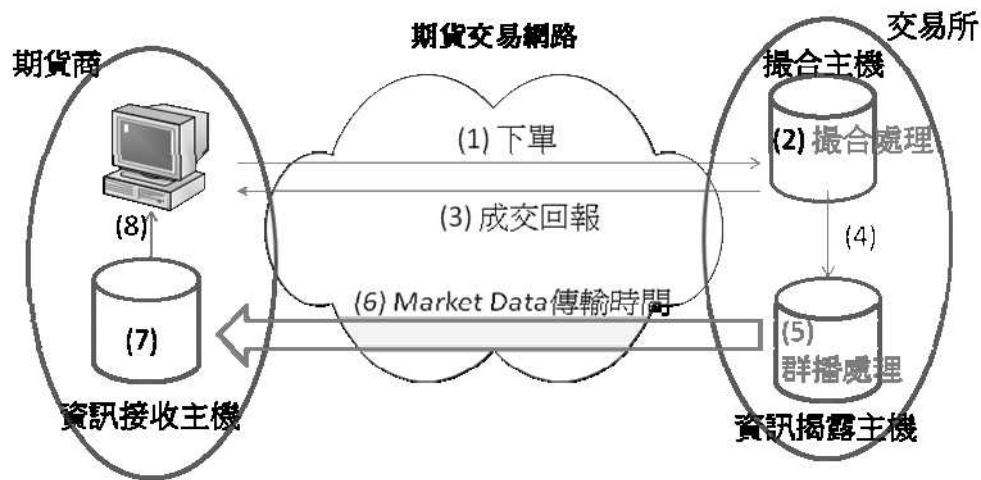 期貨交易網路
交易所
期貨商
撮合主機
(1) 下單
(2) 撮合處理
(3) 成交回報
(8)
(4)
(6) Market Data傳輸時間
(7)
(5)
群播處理
資訊接收主機
資訊揭露主機